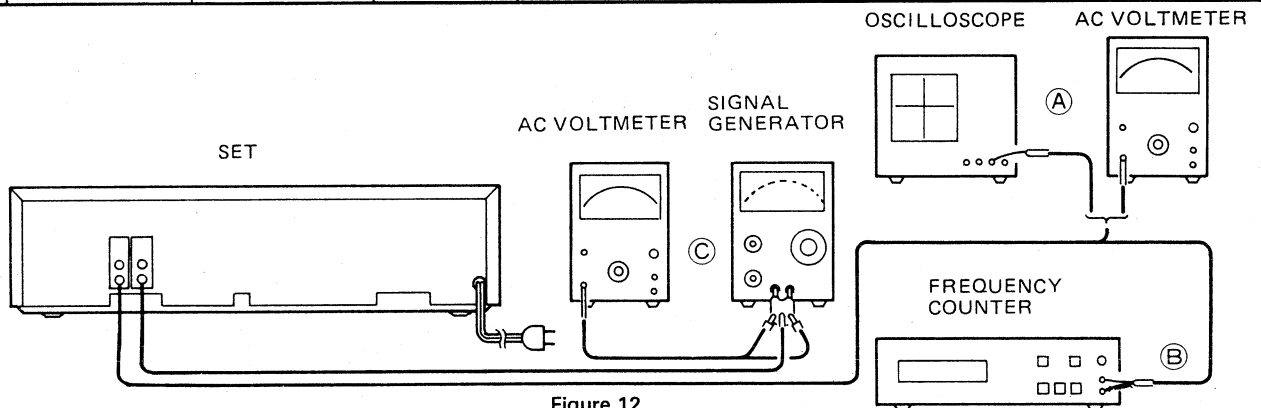 OSCILLOSCOPE
AC VOLTMETER
A
SIGNAL
GENERATOR
AC VOLTMETER
SET
C
FREQUENCY
COUNTER
B
Figure 12